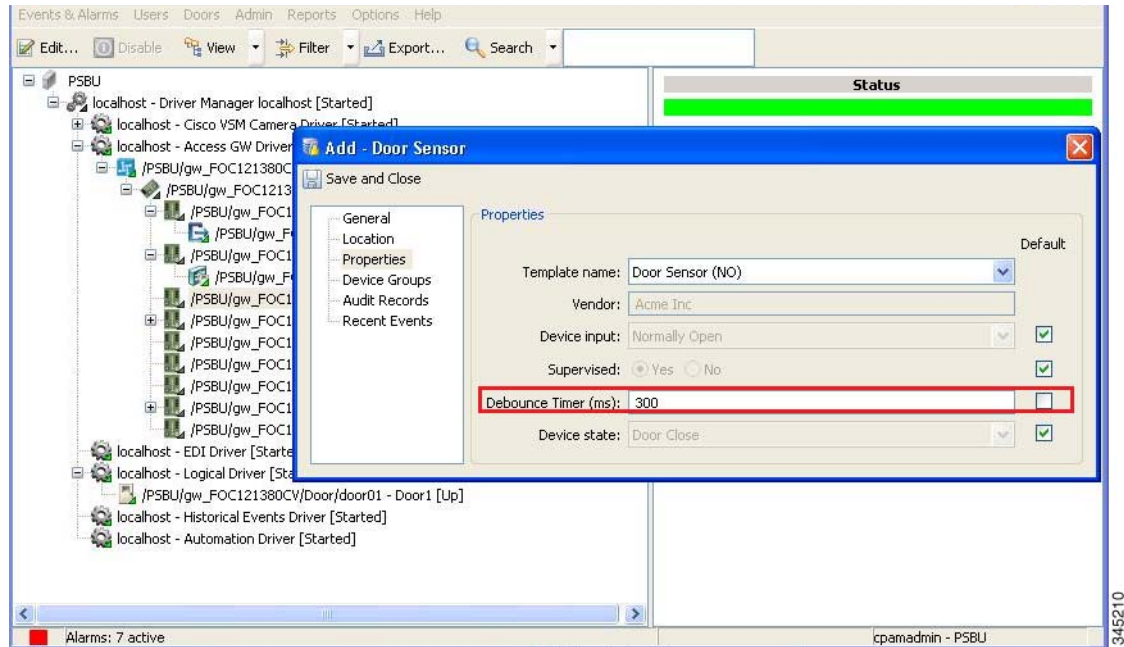 Events & Alarms Users Doors Admin Reports Options Help
Edit... Disable View Filter Export... Search
PSBU
localhost - Driver Manager localhost [Started]
localhost - Cisco VSM Camera Driver [Started]
localhost - Access GW Driver
/PSBU/gw_FOC121380C
/PSBU/gw_FOC1213
/PSBU/gw_FOC1
/PSBU/gw_F
/PSBU/gw_FOC1
/PSBU/gw_F
/PSBU/gw_FOC1
/PSBU/gw_FOC1
/PSBU/gw_FOC1
/PSBU/gw_FOC1
/PSBU/gw_FOC1
/PSBU/gw_FOC1
/PSBU/gw_FOC1
localhost - EDI Driver [Starte
localhost - Logical Driver [Sta
/PSBU/gw_FOC121380CV/Door/door01 - Door1 [Up]
localhost - Historical Events Driver [Started]
localhost - Automation Driver [Started]
Status
Add - Door Sensor
Save and Close
General
Location
Properties
Device Groups
Audit Records
Recent Events
Properties
Default
Template name: Door Sensor (NO)
Vendor: Acme Inc
Device input: Normally Open
Supervised: Yes No
Debounce Timer (ms): 300
Device state: Door Close
Alarms: 7 active
cpamadmin - PSBU
345210